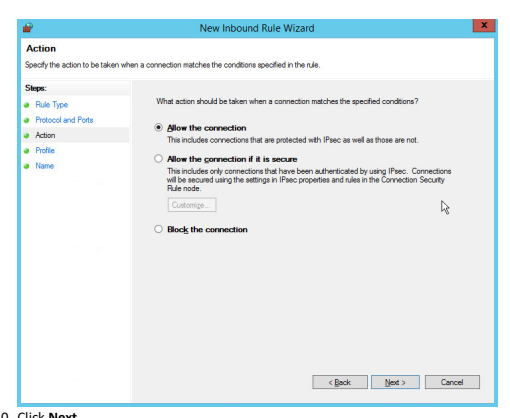 New Inbound Rule Wizard
x
Action
Specify the action to be taken when a connection matches the conditions specified in the rule.
Steps:
Rule Type
Protocol and Ports
Action
Profile
Name
What action should be taken when a connection matches the specified conditions?
Allow the connection
This includes connections that are protected with IPsec as well as those are not.
Allow the connection if it is secure
This includes only connections that have been authenticated by using IPsec. Connections
will be secured using the settings in IPsec properties and rules in the Connection Security
Rule node.
Customize...
Block the connection
< Back
Next >
Cancel
0. Click Next